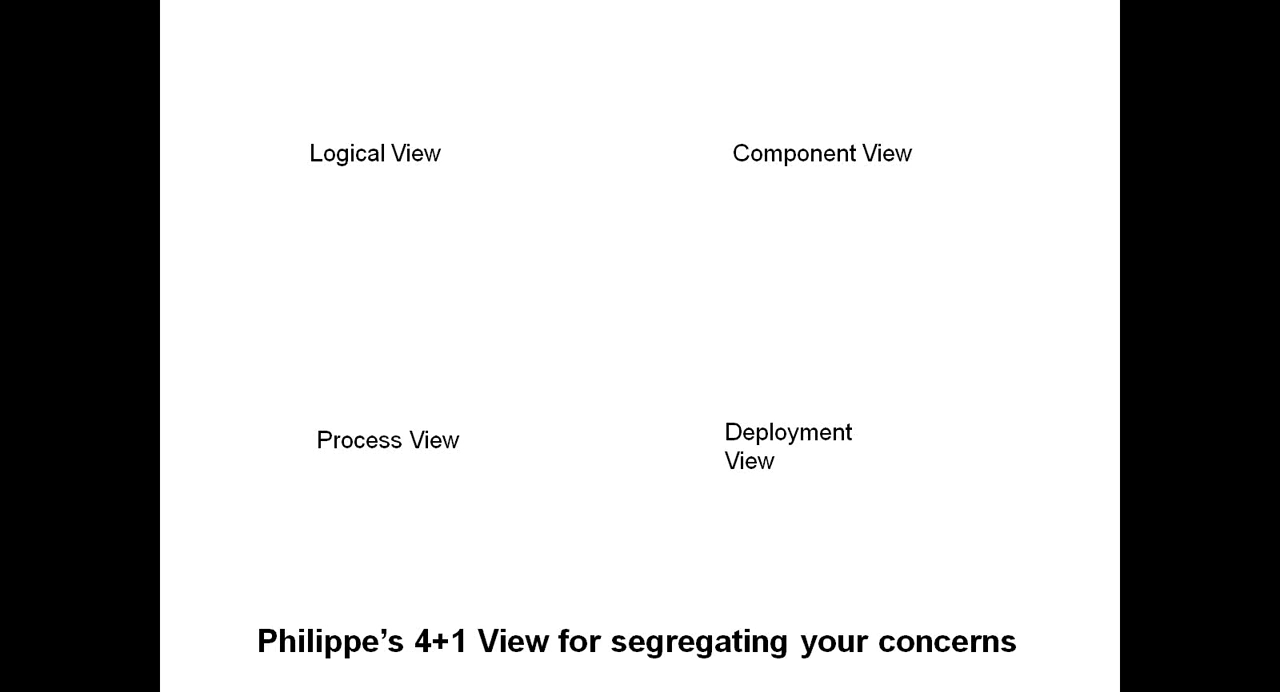 Logical View
Component View
Process View
Deployment
View
Philippe’s 4+1 View for segregating your concerns